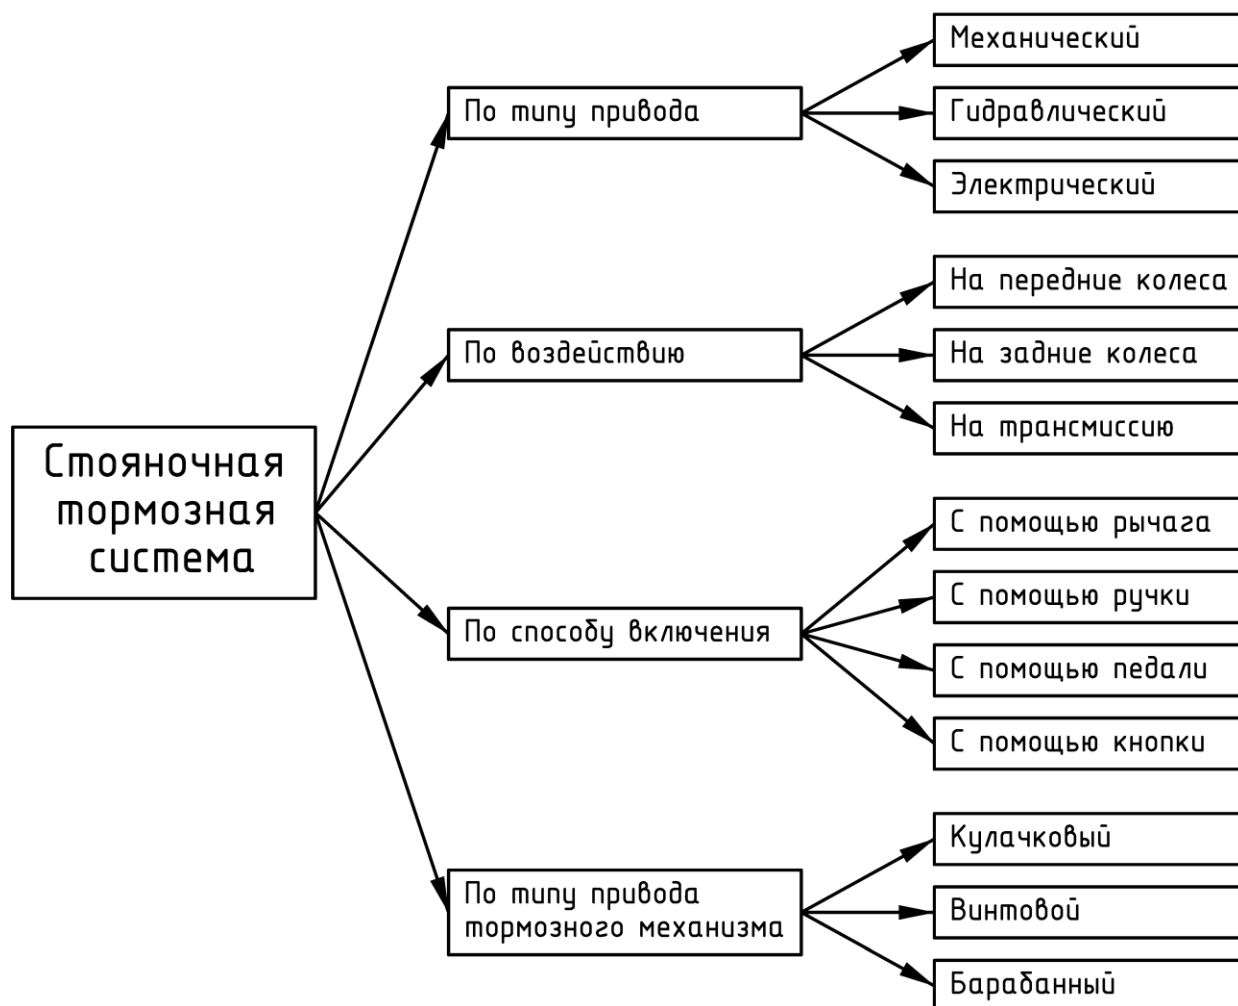 Стояночная
тормозная
система
По типу привода
Механический
Гидравлический
Электрический
По воздействию
На передние колеса
На задние колеса
На трансмиссию
По способу включения
С помощью рычага
С помощью ручки
С помощью педали
С помощью кнопки
По типу привода
тормозного механизма
Кулачковый
Винтовой
Барабанный